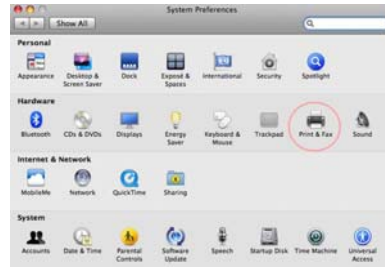 System Preferences
Show All
Personal
Appearance Desktop & Screen Saver Dock Exposé & Spaces International Security Spotlight
Hardware
Bluetooth CDs & DVDs Displays Energy Saver Keyboard & Mouse Trackpad Print & Fax Sound
Internet & Network
MobileMe Network QuickTime Sharing
System
Accounts Date & Time Parental Controls Software Update Speech Startup Disk Time Machine Universal Access